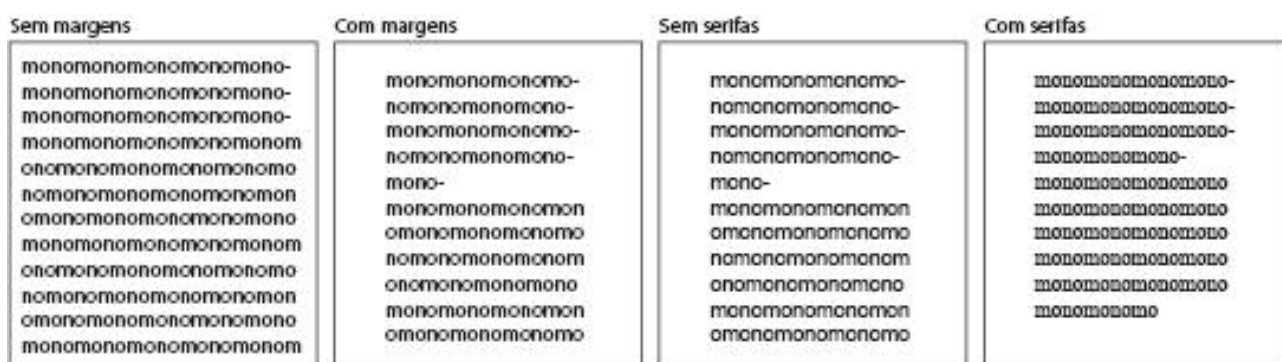 Sem margens
monomonomonomonomono-
monomonomonomonomono-
monomonomonomonomono-
monomonomonomonomonom
onomonomonomonomonomo
nomonomonomonomonomon
omonomonomonomonomono
monomonomonomonomonom
onomonomonomonomonomo
nomonomonomonomonomon
omonomonomonomonomono
monomonomonomonomonom
Com margens
monomonomonomo-
nomonomonomono-
monomonomonomo-
nomonomonomono-
mono-
monomonomonomon
omonomonomonomo
nomonomonomonom
onomonomonomono
monomonomonomon
omonomonomonomo
Sem serifas
monomonomonomo-
nomonomonomono-
monomonomonomo-
nomonomonomono-
mono-
monomonomonomon
omonomonomonomo
nomonomonomonom
onomonomonomono
monomonomonomon
omonomonomonomo
Com serifas
monomonomonomono-
monomonomonomono-
monomonomonomono-
monomonomono-
monomonomonomono
monomonomonomono
monomonomonomono
monomonomonomono
monomonomonomono
monomonomo